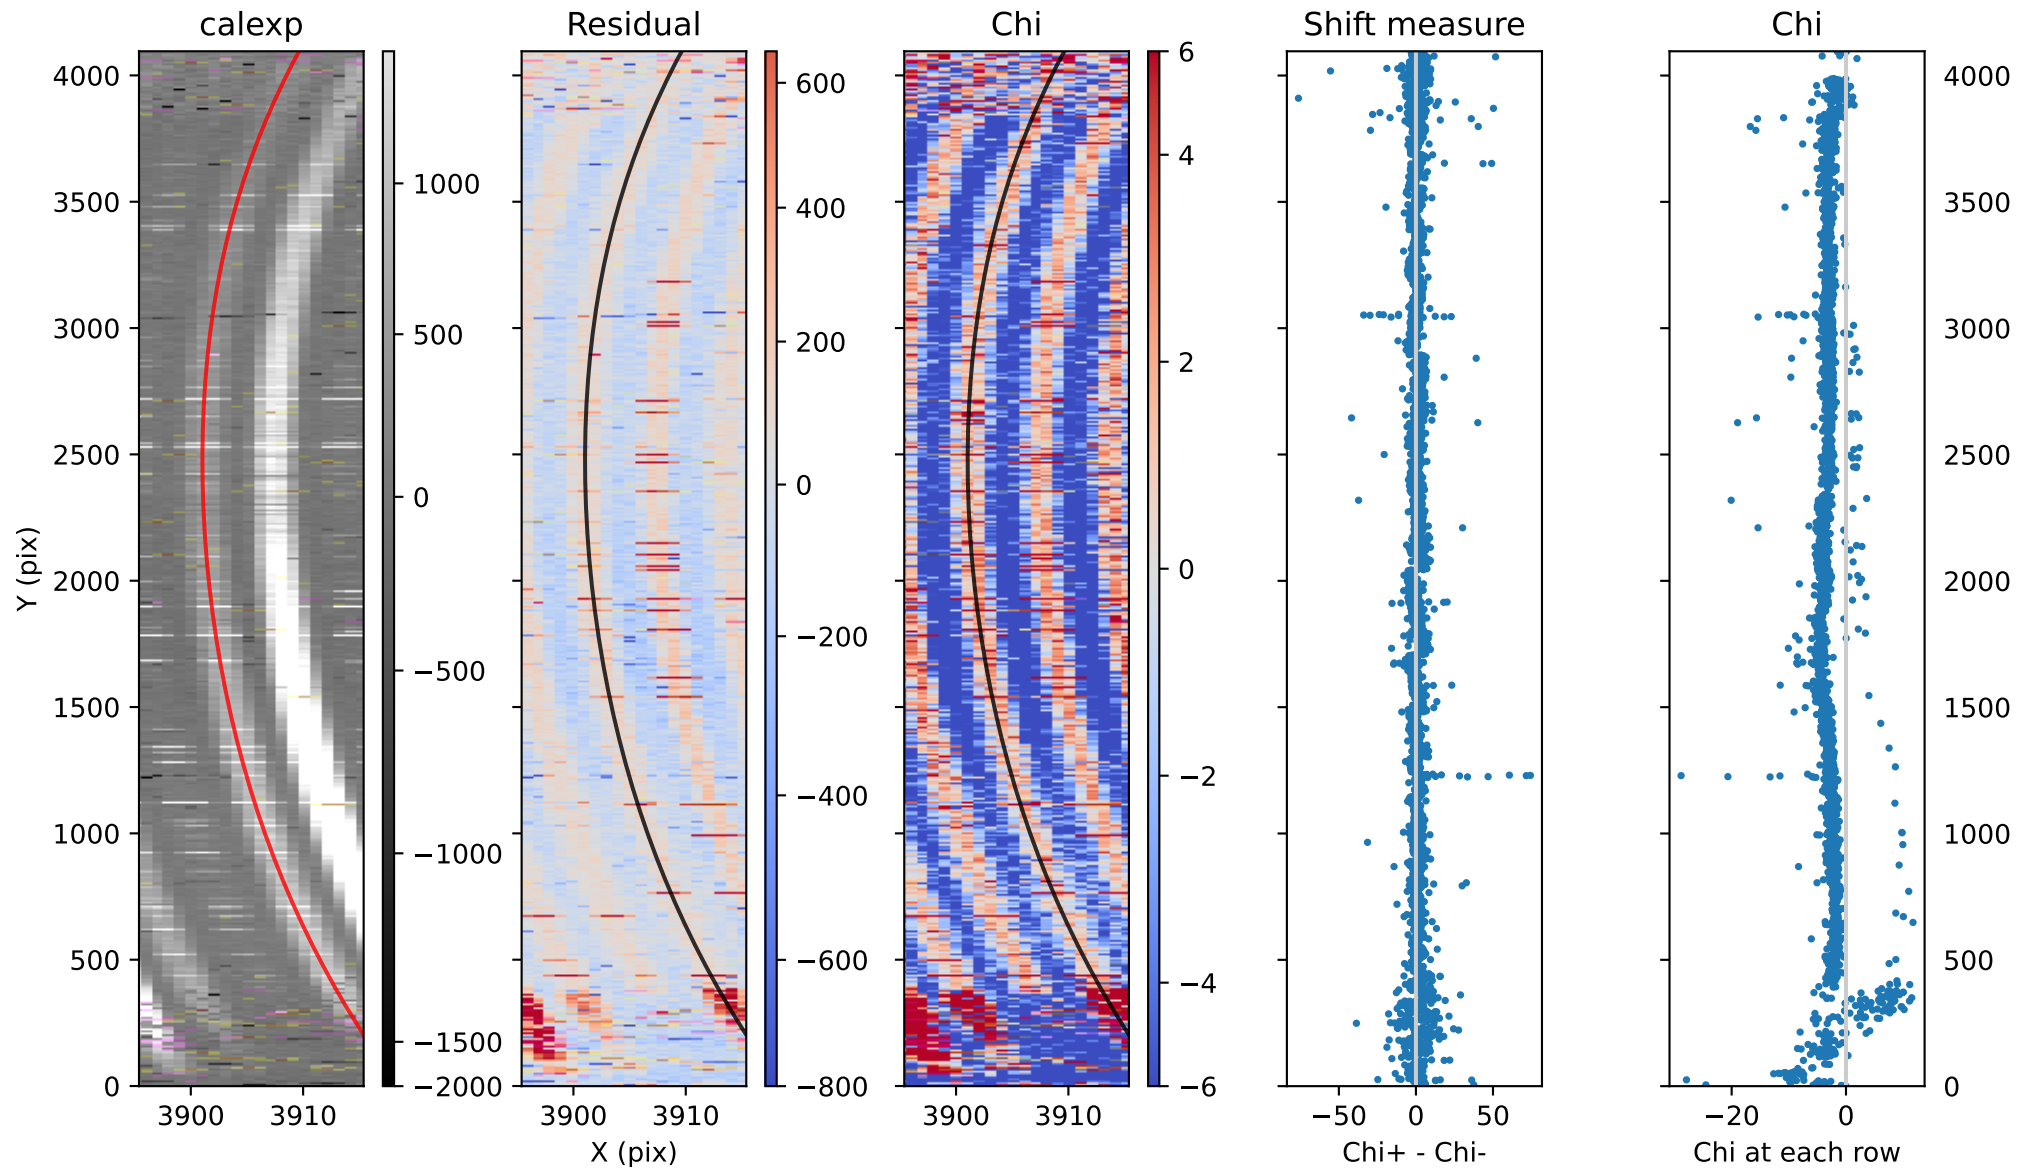 calexp Residual Chi Shift measure Chi
4000 1000 600 6 4000
3500 500 400 4 3500
3000 0 200 2 3000
2500 −500 0 0 2500
2000 −1000 −200 −2 2000
1500 −1500 −400 −4 1500
1000 −2000 −600 −6 1000
500 −800 500
0 0
Y (pix)
3900 3910 3900 3910 3900 3910 −50 0 50 −20 0
X (pix) Chi+ - Chi- Chi at each row